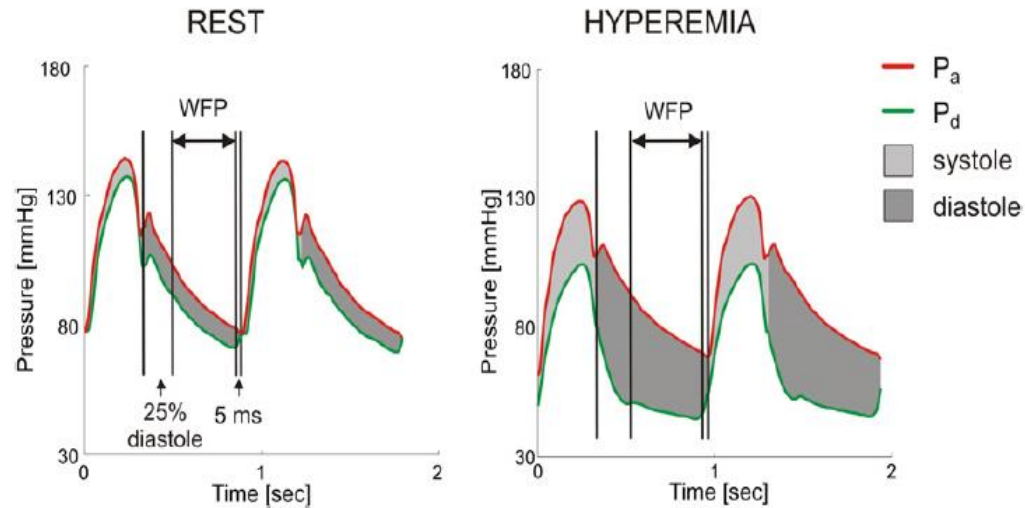 REST
HYPEREMIA
180
130
80
30
Pressure [mmHg]
WFP
25%
diastole
5 ms
0
1
2
Time [sec]
180
130
80
30
Pressure [mmHg]
WFP
0
1
2
Time [sec]
Pa
Pd
systole
diastole